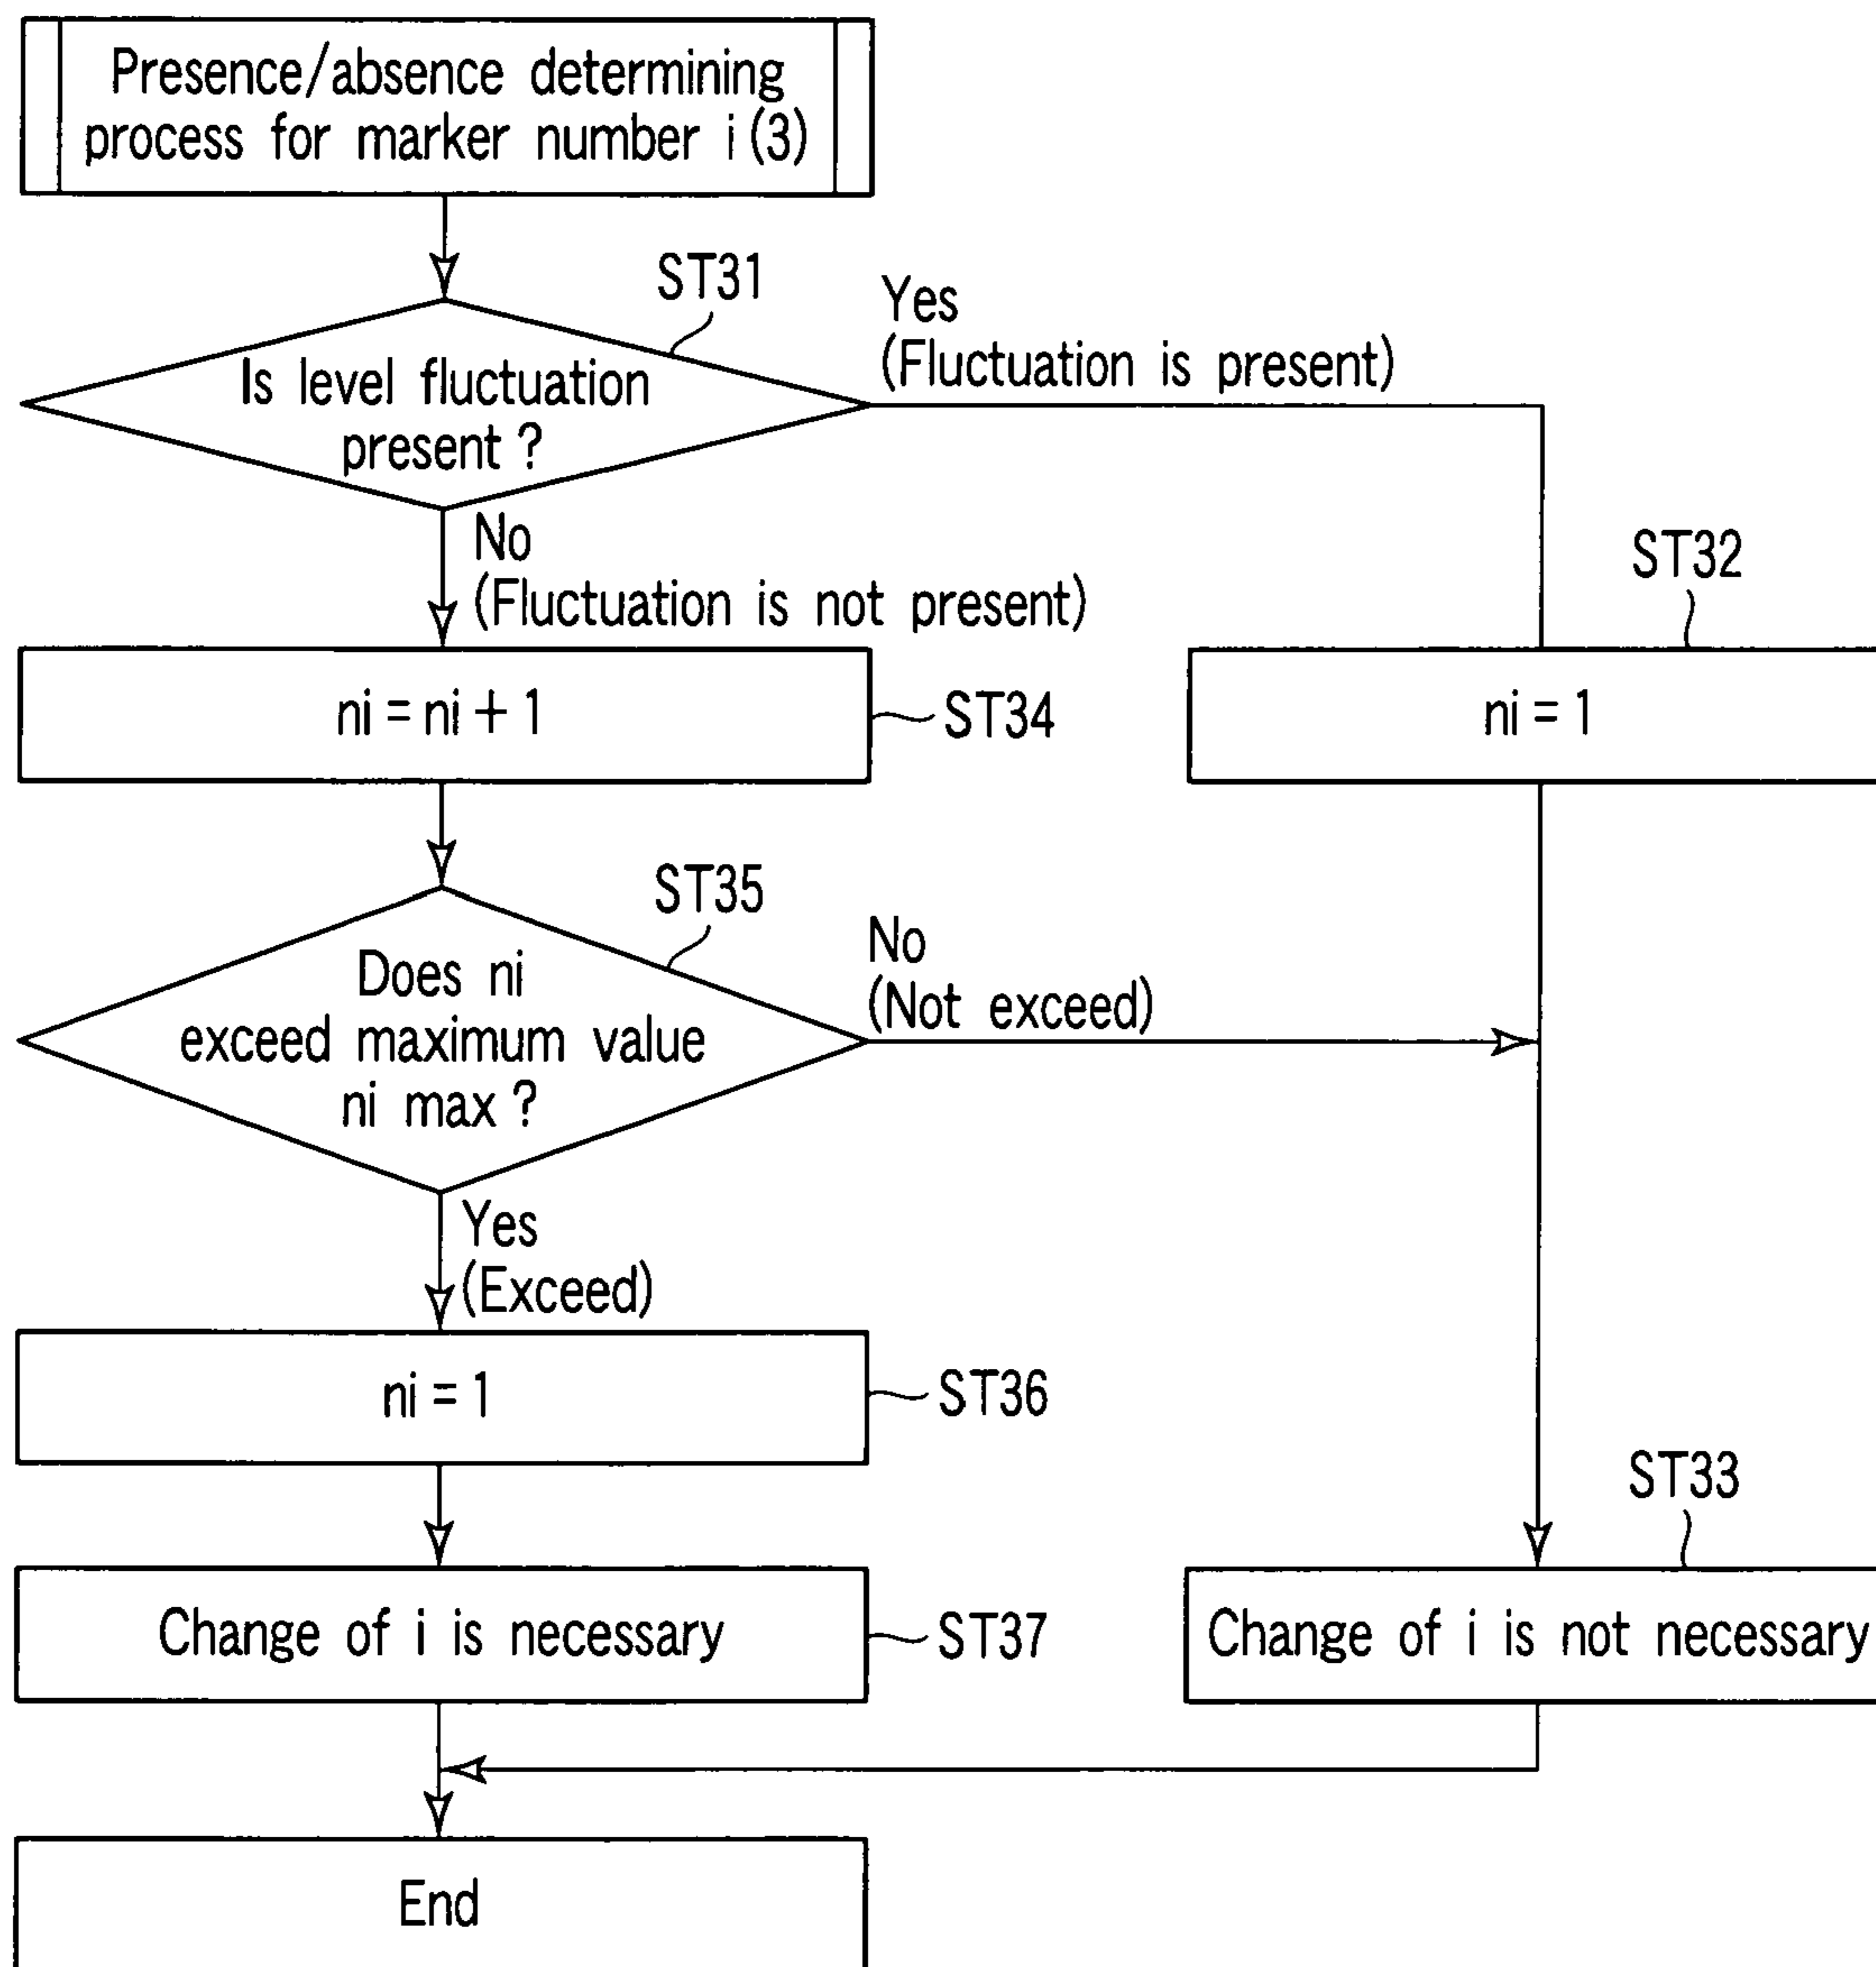 Presence/absence determining
process for marker number i (3)
ST31
Yes
(Fluctuation is present)
Is level fluctuation
present ?
No
(Fluctuation is not present)
ST32
ni = ni + 1
ST34
ni = 1
ST35
No
(Not exceed)
Does ni
exceed maximum value
ni max ?
Yes
(Exceed)
ni = 1
ST36
ST33
Change of i is necessary
ST37
Change of i is not necessary
End